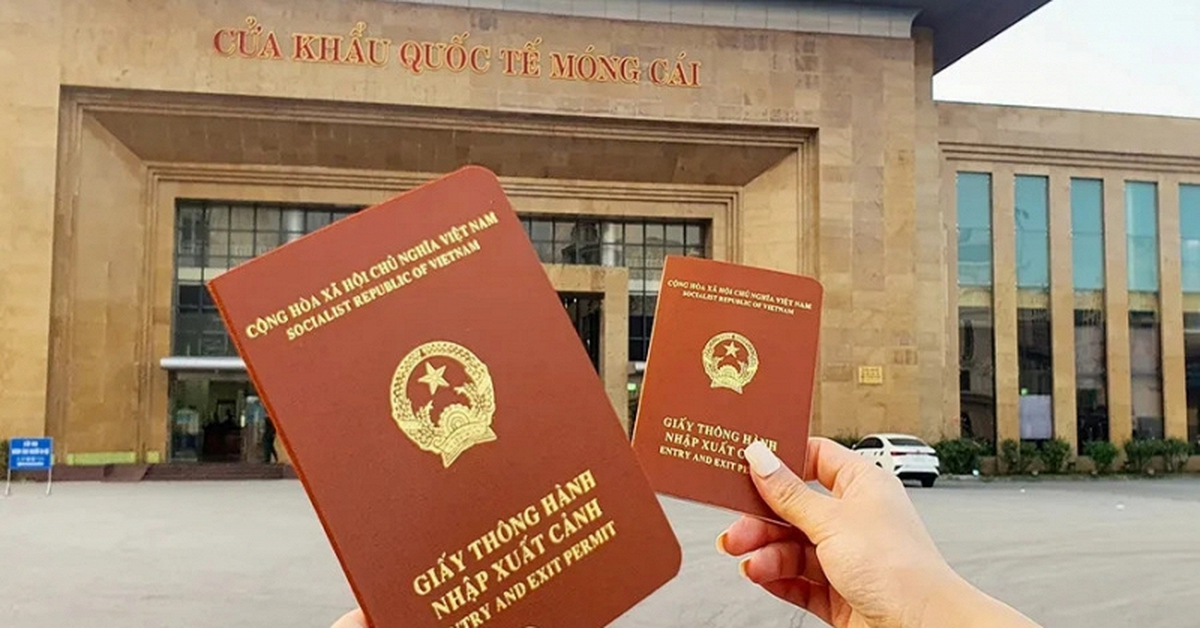 CỬA KHẨU QUỐC TẾ MÓNG CÁI
CỘNG HÒA XÃ HỘI CHỦ NGHĨA VIỆT NAM
SOCIALIST REPUBLIC OF VIETNAM
GIẤY THÔNG HÀNH
NHẬP XUẤT CẢNH
ENTRY AND EXIT PERMIT
CỘNG HÒA XÃ HỘI CHỦ NGHĨA VIỆT NAM
SOCIALIST REPUBLIC OF VIETNAM
GIẤY THÔNG HÀNH
NHẬP XUẤT
ENTRY AND EXIT